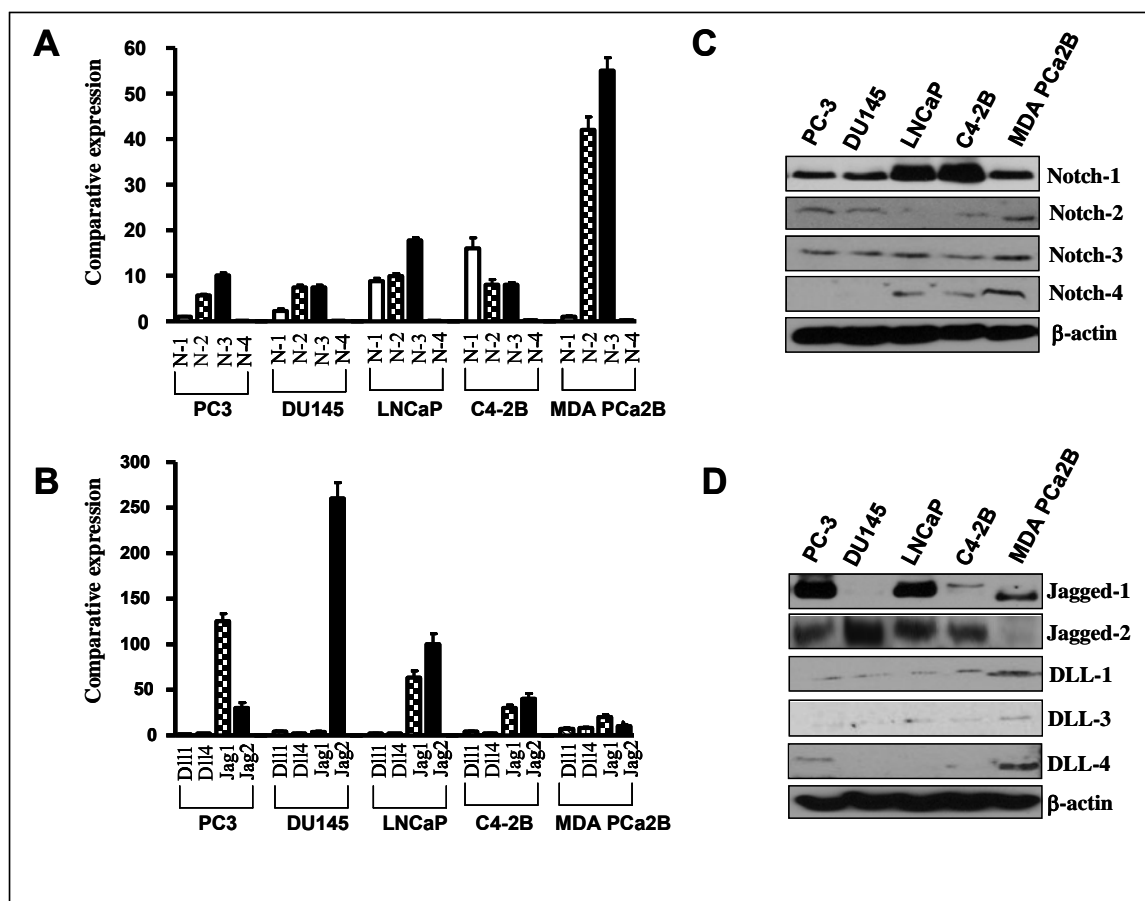 A
Comparative expression
60
50
40
30
20
10
0
N-1 N-2 N-3 N-4 N-1 N-2 N-3 N-4 N-1 N-2 N-3 N-4 N-1 N-2 N-3 N-4 N-1 N-2 N-3 N-4
PC3 DU145 LNCaP C4-2B MDA PCa2B
B
Comparative expression
300
250
200
150
100
50
0
Dll1 Dll4 Jag1 Jag2 Dll1 Dll4 Jag1 Jag2 Dll1 Dll4 Jag1 Jag2 Dll1 Dll4 Jag1 Jag2 Dll1 Dll4 Jag1 Jag2
PC3 DU145 LNCaP C4-2B MDA PCa2B
C
PC-3 DU145 LNCaP C4-2B MDA PCa2B
Notch-1
Notch-2
Notch-3
Notch-4
β-actin
D
PC-3 DU145 LNCaP C4-2B MDA PCa2B
Jagged-1
Jagged-2
DLL-1
DLL-3
DLL-4
β-actin